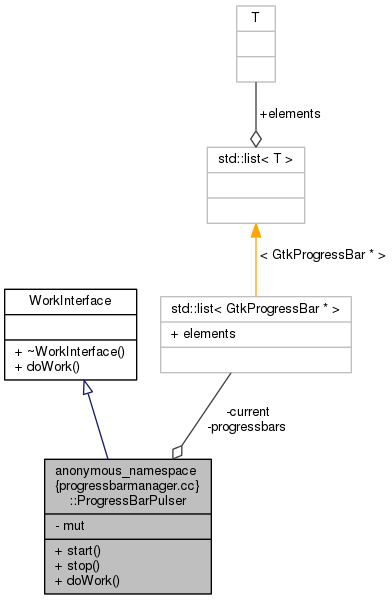 T
+elements
std::list< T >
< GtkProgressBar * >
WorkInterface
+ ~WorkInterface()
+ doWork()
std::list< GtkProgressBar * >
+ elements
-current
-progressbars
anonymous_namespace
{progressbarmanager.cc}
::ProgressBarPulser
- mut
+ start()
+ stop()
+ doWork()